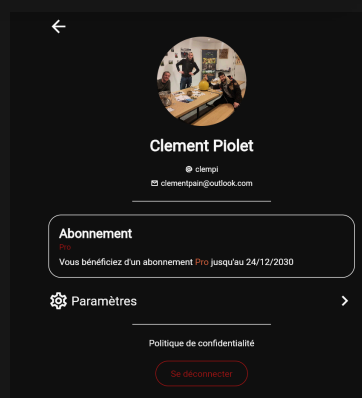 Clement Piolet
clempi
clementpain@outlook.com
Abonnement
Pro
Vous bénéficiez d'un abonnement Pro jusqu'au 24/12/2030
Paramètres
Politique de confidentialité
Se déconnecter